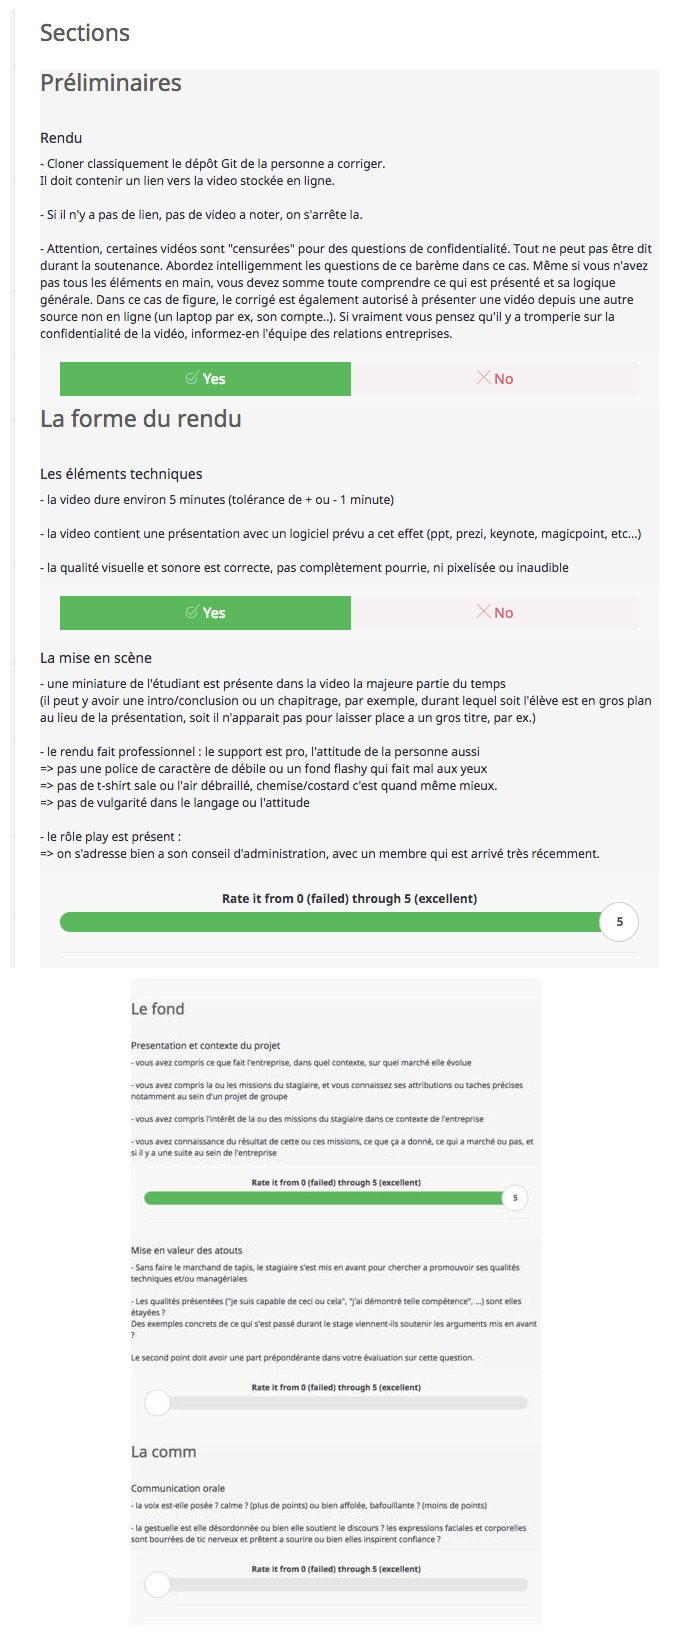 Sections
Préliminaires
Rendu
- Cloner classiquement le dépôt Git de la personne a corriger.
Il doit contenir un lien vers la video stockée en ligne.
- Si il n'y a pas de lien, pas de video a noter, on s'arrête la.
- Attention, certaines vidéos sont "censurées" pour des questions de confidentialité. Tout ne peut pas être dit
durant la soutenance. Abordez intelligemment les questions de ce barème dans ce cas. Même si vous n'avez
pas tous les éléments en main, vous devez somme toute comprendre ce qui est présenté et sa logique
générale. Dans ce cas de figure, le corrigé est également autorisé à présenter une vidéo depuis une autre
source non en ligne (un laptop par ex, son compte..). Si vraiment vous pensez qu'il y a tromperie sur la
confidentialité de la vidéo, informez-en l'équipe des relations entreprises.
Yes No
La forme du rendu
Les éléments techniques
- la video dure environ 5 minutes (tolérance de + ou - 1 minute)
- la video contient une présentation avec un logiciel prévu a cet effet (ppt, prezi, keynote, magicpoint, etc...)
- la qualité visuelle et sonore est correcte, pas complètement pourrie, ni pixelisée ou inaudible
Yes No
La mise en scène
- une miniature de l'étudiant est présente dans la video la majeure partie du temps
(il peut y avoir une intro/conclusion ou un chapitrage, par exemple, durant lequel soit l'élève est en gros plan
au lieu de la présentation, soit il n'apparait pas pour laisser place a un gros titre, par ex.)
- le rendu fait professionnel : le support est pro, l'attitude de la personne aussi
=> pas une police de caractère de débile ou un fond flashy qui fait mal aux yeux
=> pas de t-shirt sale ou l'air débraillé, chemise/costard c'est quand même mieux.
=> pas de vulgarité dans le langage ou l'attitude
- le rôle play est présent :
=> on s'adresse bien a son conseil d'administration, avec un membre qui est arrivé très récemment.
Rate it from 0 (failed) through 5 (excellent)
5
Le fond
Presentation et contexte du projet
- vous avez compris ce que fait l'entreprise, dans quel contexte, sur quel marché elle évolue
- vous avez compris la ou les missions du stagiaire, et vous connaissez ses attributions ou taches précises
notamment au sein d'un projet de groupe
- vous avez compris l'intérêt de la ou des missions du stagiaire dans ce contexte de l'entreprise
- vous avez connaissance du résultat de cette ou ces missions, ce que ça a donné, ce qui a marché ou pas, et
si il y a une suite au sein de l'entreprise
Rate it from 0 (failed) through 5 (excellent)
5
Mise en valeur des atouts
- Sans faire le marchand de tapis, le stagiaire s'est mis en avant pour chercher a promouvoir ses qualités
techniques et/ou managériales
- Les qualités présentées ("je suis capable de ceci ou cela", "j'ai démontré telle compétence", ...) sont elles
étayées ?
Des exemples concrets de ce qui s'est passé durant le stage viennent-ils soutenir les arguments mis en avant
?
Le second point doit avoir une part prépondérante dans votre évaluation sur cette question.
Rate it from 0 (failed) through 5 (excellent)
La comm
Communication orale
- la voix est-elle posée ? calme ? (plus de points) ou bien affolée, bafouillante ? (moins de points)
- la gestuelle est elle désordonnée ou bien elle soutient le discours ? les expressions faciales et corporelles
sont bourrées de tic nerveux et prêtent a sourire ou bien elles inspirent confiance ?
Rate it from 0 (failed) through 5 (excellent)